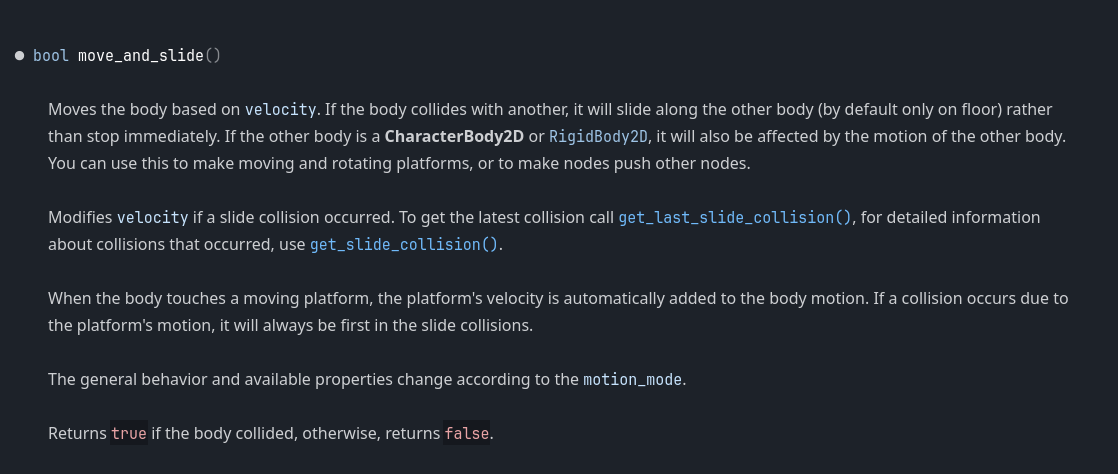 bool move_and_slide()
Moves the body based on velocity. If the body collides with another, it will slide along the other body (by default only on floor) rather
than stop immediately. If the other body is a CharacterBody2D or RigidBody2D, it will also be affected by the motion of the other body.
You can use this to make moving and rotating platforms, or to make nodes push other nodes.
Modifies velocity if a slide collision occurred. To get the latest collision call get_last_slide_collision(), for detailed information
about collisions that occurred, use get_slide_collision().
When the body touches a moving platform, the platform's velocity is automatically added to the body motion. If a collision occurs due to
the platform's motion, it will always be first in the slide collisions.
The general behavior and available properties change according to the motion_mode.
Returns true if the body collided, otherwise, returns false.